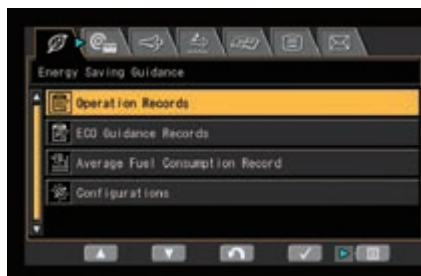 Energy Saving Guidance
Operation Records
ECO Guidance Records
Average Fuel Consumption Record
Configurations